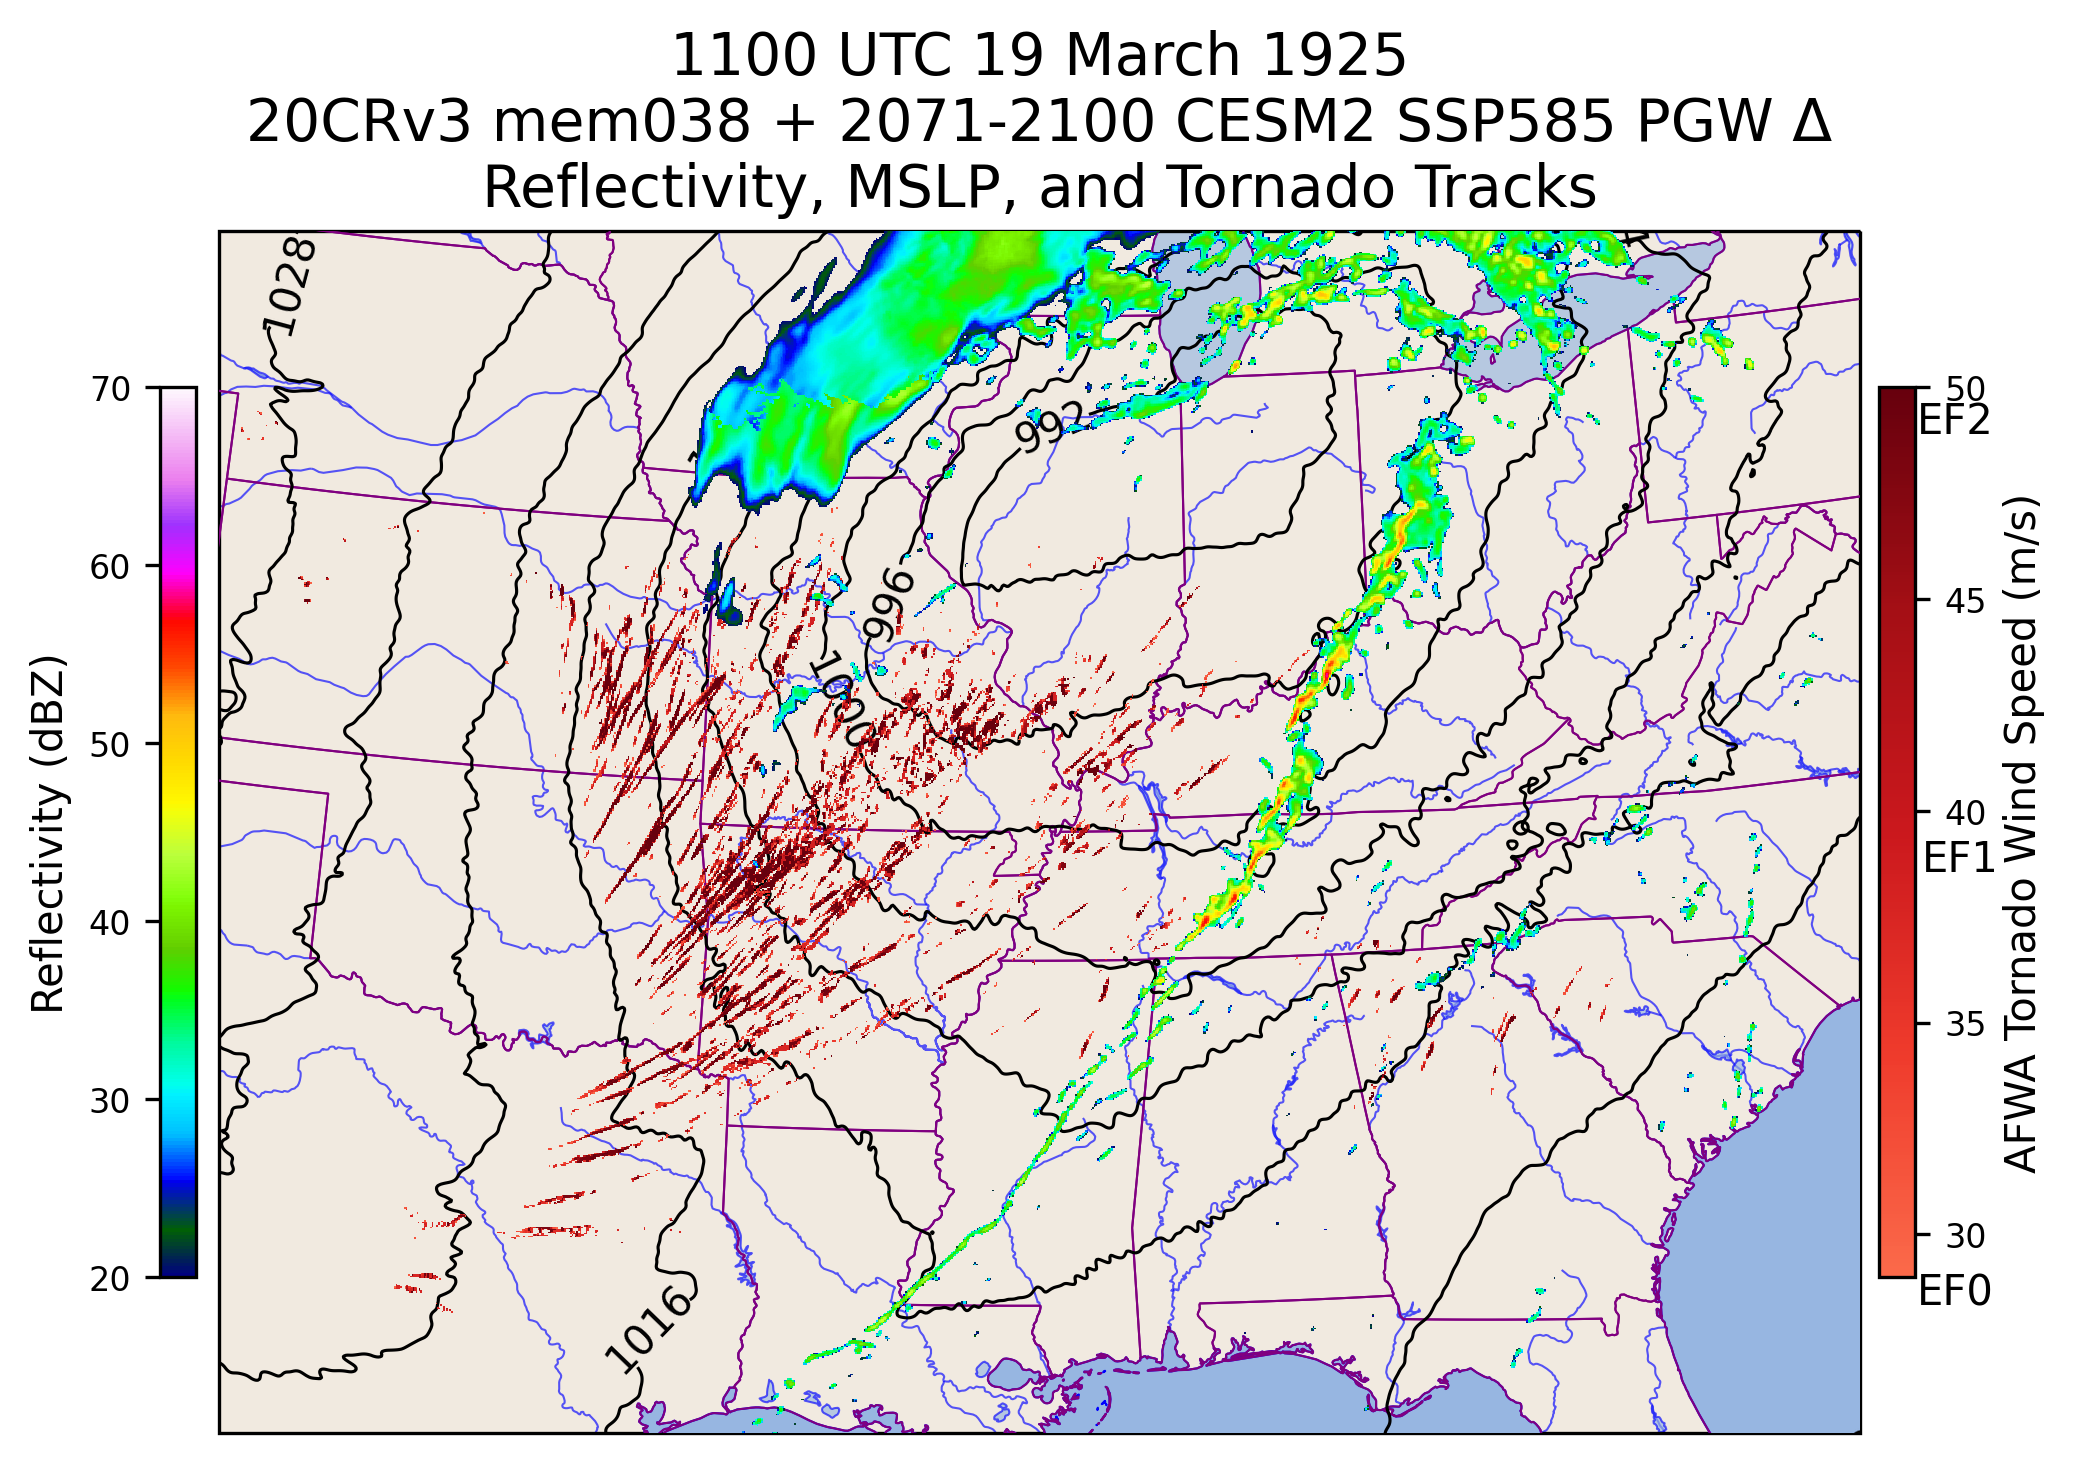 1100 UTC 19 March 1925
20CRv3 mem038 + 2071-2100 CESM2 SSP585 PGW Δ
Reflectivity, MSLP, and Tornado Tracks
1028
992
996
1000
1016
70
60
50
40
30
20
Reflectivity (dBZ)
50
EF2
45
40
EF1
35
30
EF0
AFWA Tornado Wind Speed (m/s)